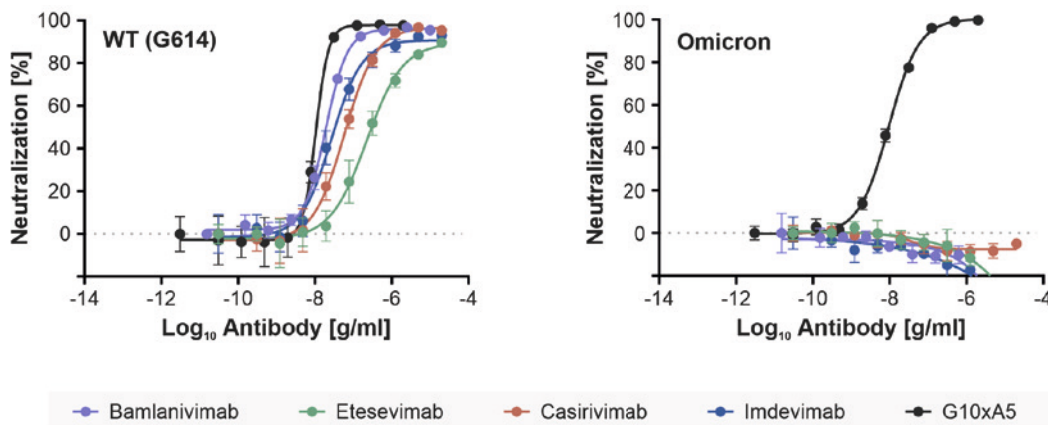 WT (G614)
Neutralization [%]
100
80
60
40
20
0
-14 -12 -10 -8 -6 -4
Log₁₀ Antibody [g/ml]
Omicron
Neutralization [%]
100
80
60
40
20
0
-14 -12 -10 -8 -6 -4
Log₁₀ Antibody [g/ml]
Bamlanivimab Etesevimab Casirivimab Imdevimab G10xA5